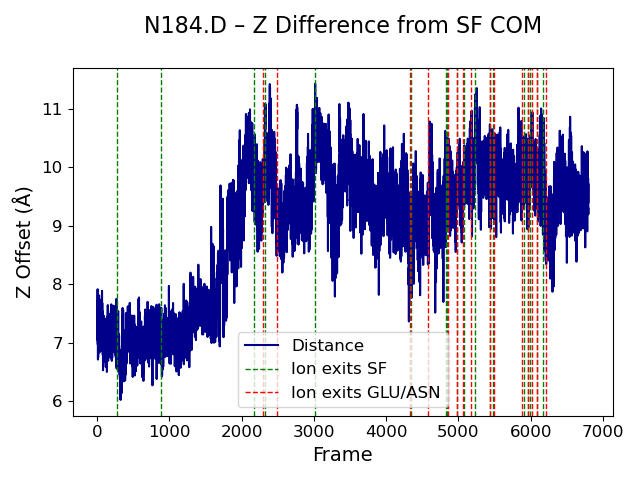 N184.D – Z Difference from SF COM
Z Offset (Å)
11
10
9
8
7
6
Distance
Ion exits SF
Ion exits GLU/ASN
0 1000 2000 3000 4000 5000 6000 7000
Frame